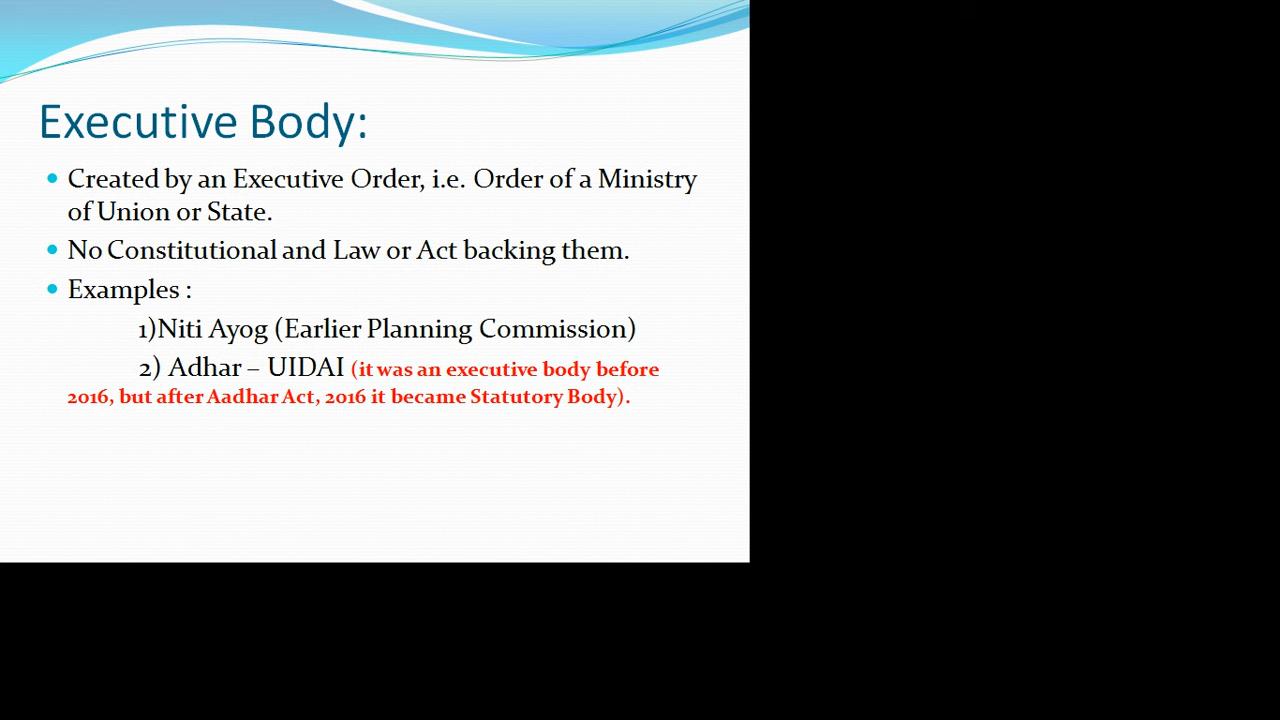 Executive Body:
Created by an Executive Order, i.e. Order of a Ministry
of Union or State.
No Constitutional and Law or Act backing them.
Examples :
1)Niti Ayog (Earlier Planning Commission)
2) Adhar – UIDAI (it was an executive body before
2016, but after Aadhar Act, 2016 it became Statutory Body).